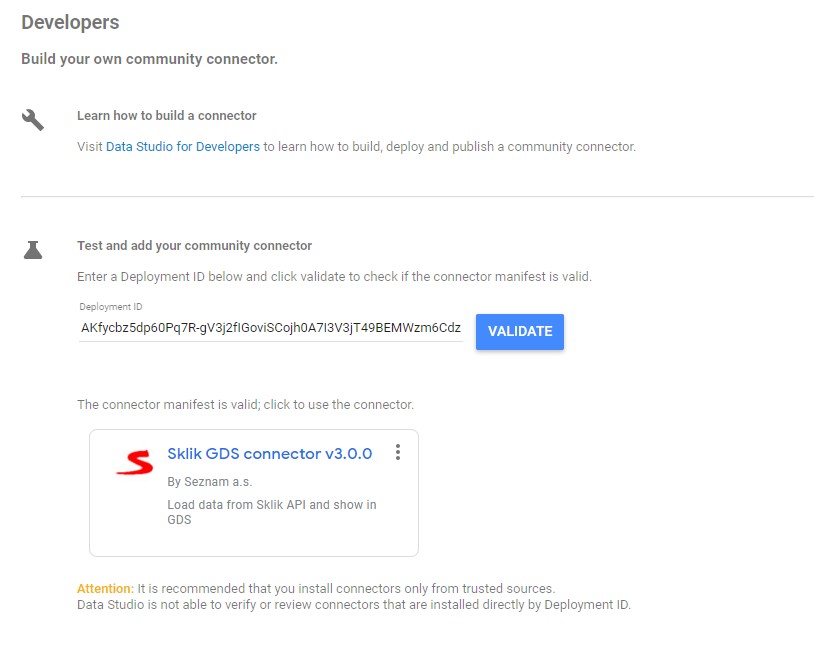 Developers
Build your own community connector.
Learn how to build a connector
Visit Data Studio for Developers to learn how to build, deploy and publish a community connector.
Test and add your community connector
Enter a Deployment ID below and click validate to check if the connector manifest is valid.
Deployment ID
AKfycbz5dp60Pq7R-gV3j2fIGoviSCojh0A7I3V3jT49BEMWzm6Cdz
VALIDATE
The connector manifest is valid; click to use the connector.
Sklik GDS connector v3.0.0
By Seznam a.s.
Load data from Sklik API and show in
GDS
Attention: It is recommended that you install connectors only from trusted sources.
Data Studio is not able to verify or review connectors that are installed directly by Deployment ID.